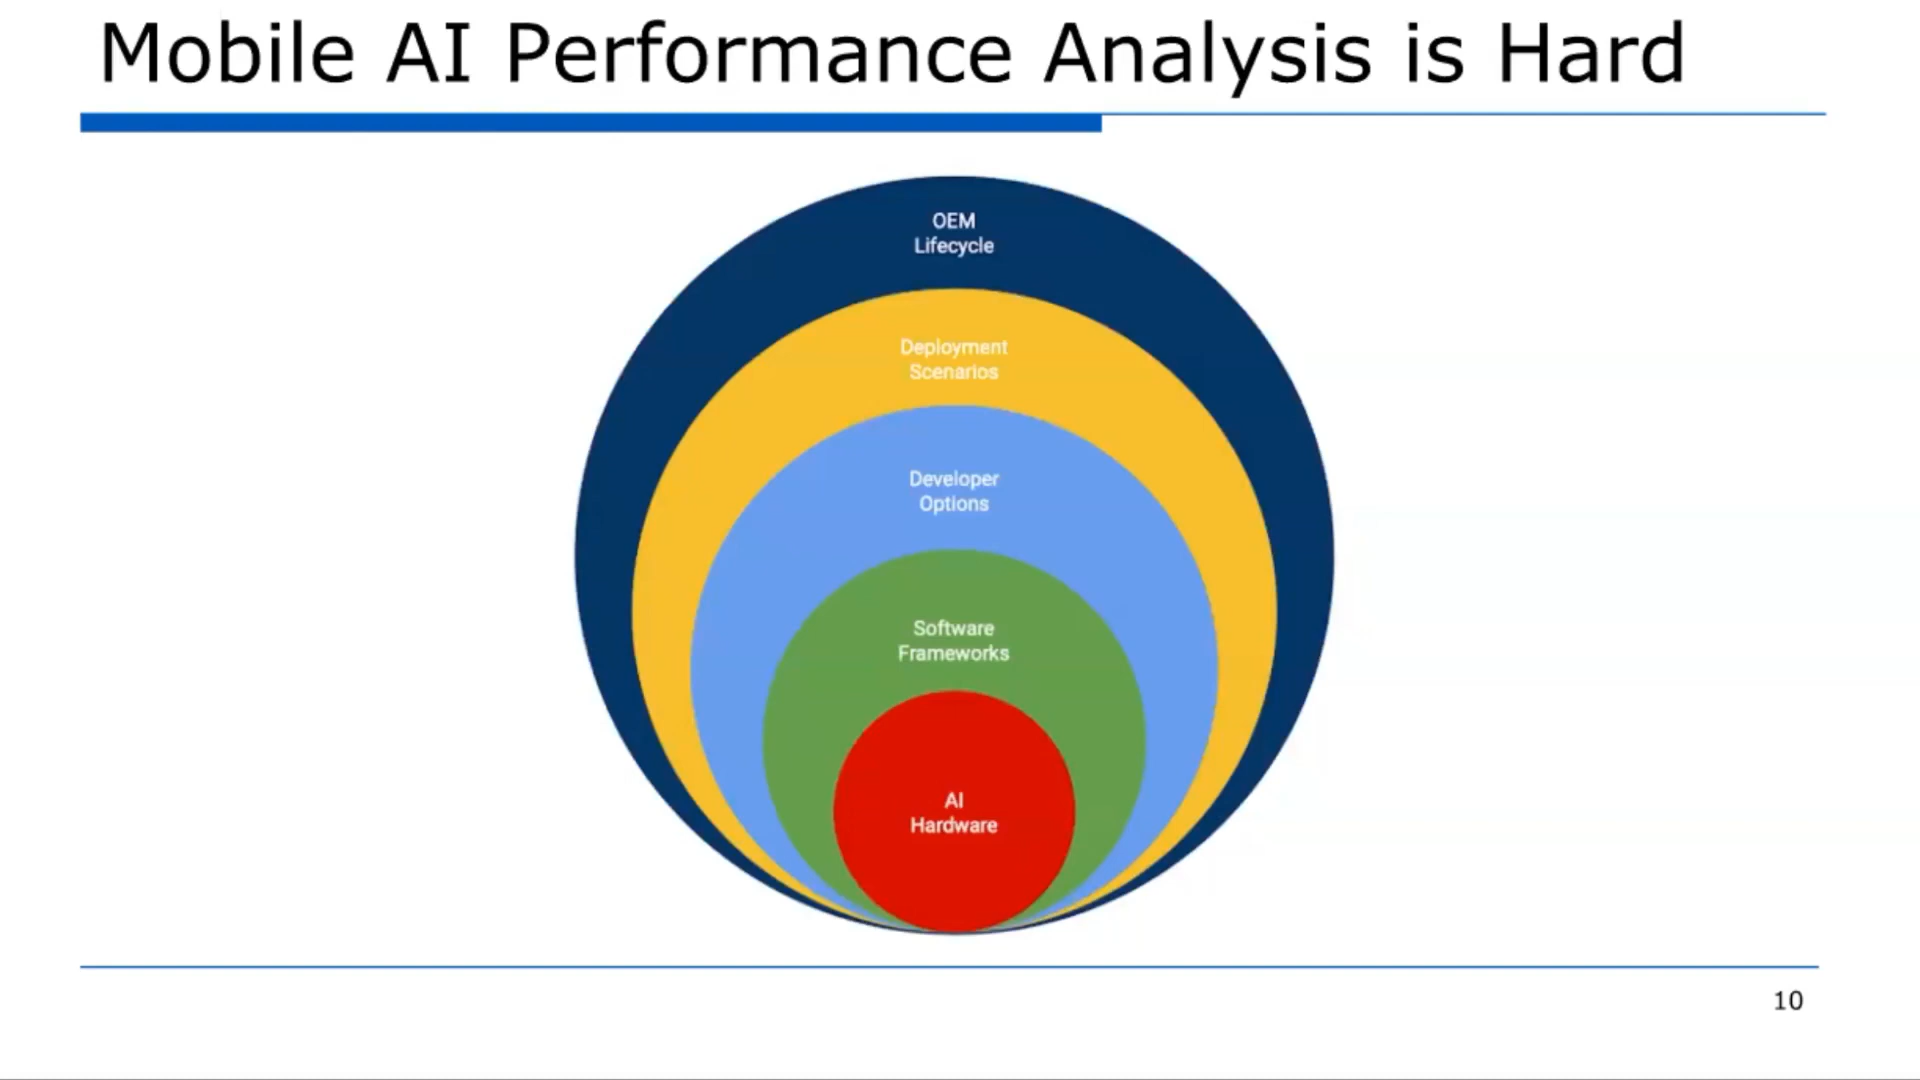 Mobile AI Performance Analysis is Hard
OEM
Lifecycle
Deployment
Scenarios
Developer
Options
Software
Frameworks
AI
Hardware
10